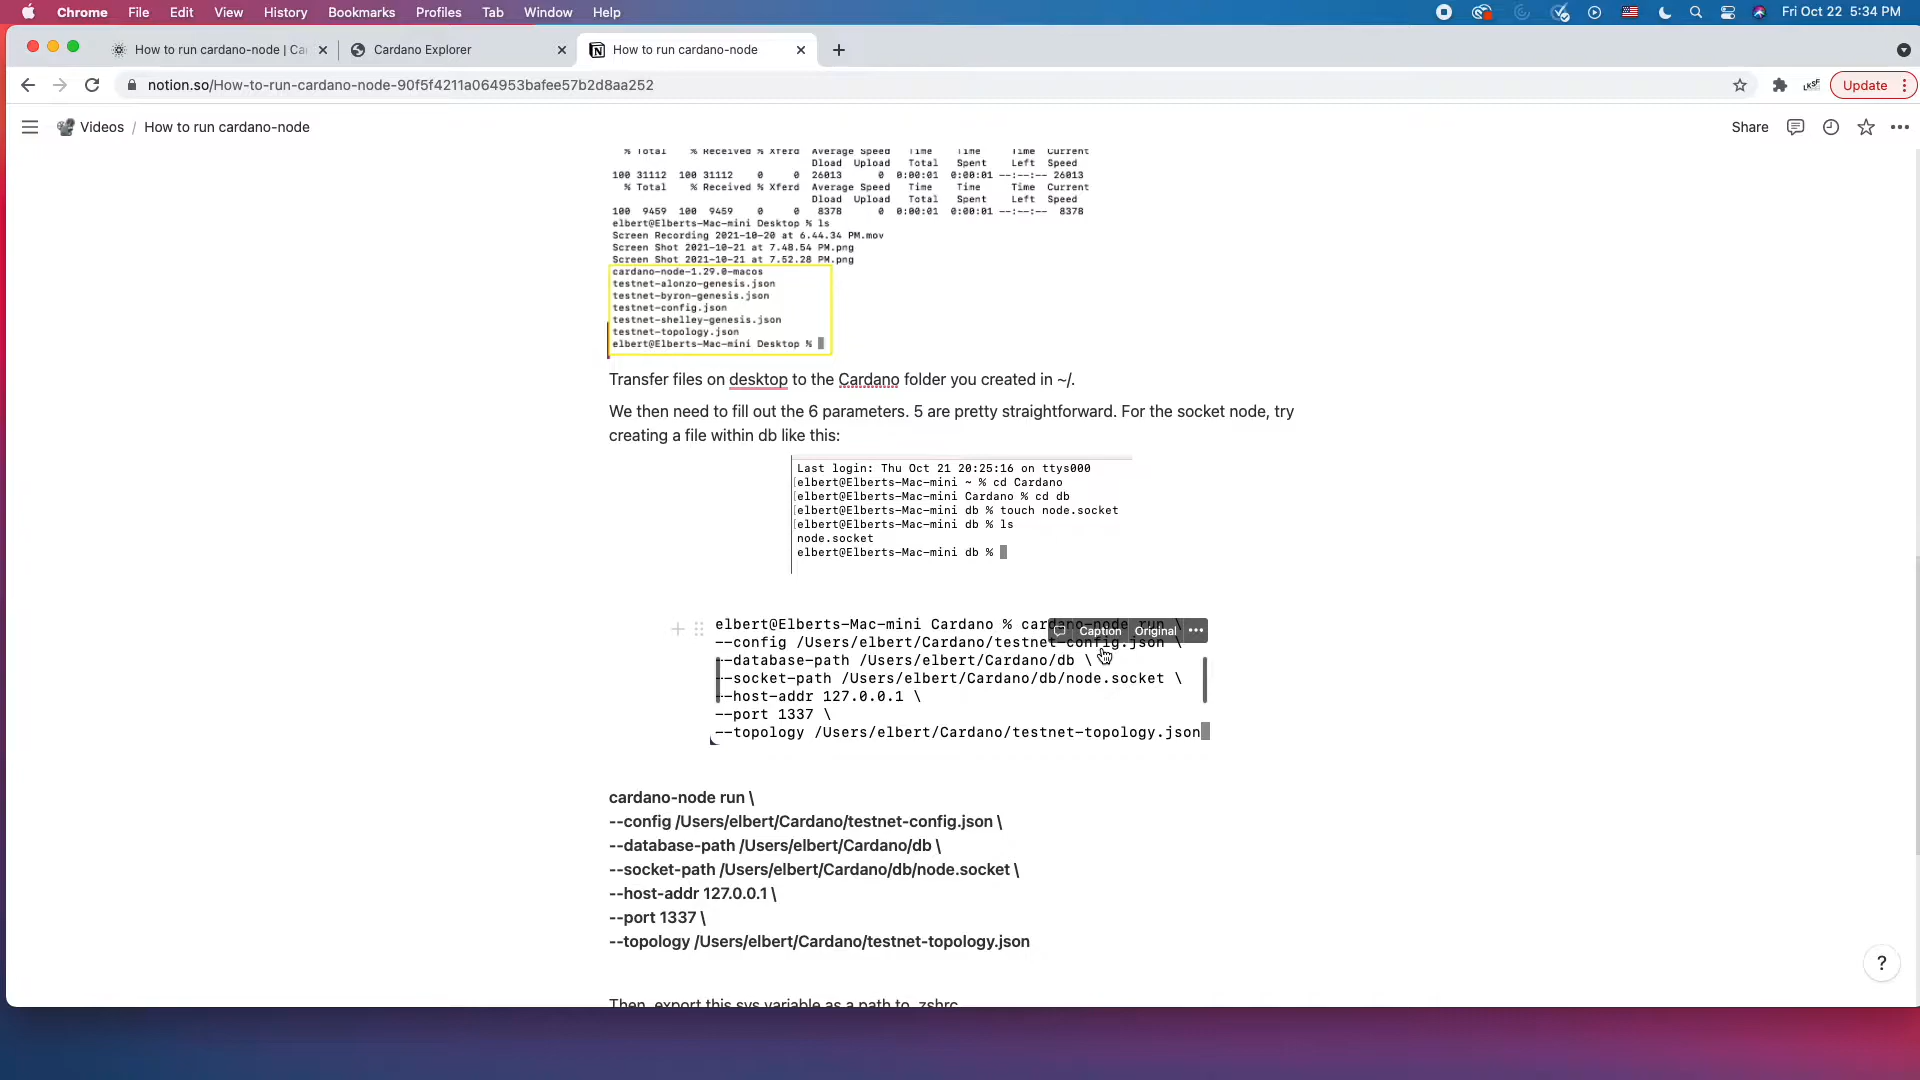 Chrome File Edit View History Bookmarks Profiles Tab Window Help Fri Oct 22 5:34 PM
How to run cardano-node | Ca Cardano Explorer How to run cardano-node
notion.so/How-to-run-cardano-node-90f5f4211a064953bafee57b2d8aa252 Update
Videos / How to run cardano-node Share
% Total % Received % Xferd Average Speed Time Time Time Current
Dload Upload Total Spent Left Speed
100 31112 100 31112 0 0 26013 0 0:00:01 0:00:01 --:--:-- 26013
% Total % Received % Xferd Average Speed Time Time Time Current
Dload Upload Total Spent Left Speed
100 9459 100 9459 0 0 8378 0 0:00:01 0:00:01 --:--:-- 8378
elbert@Elberts-Mac-mini Desktop % ls
Screen Recording 2021-10-20 at 6.44.34 PM.mov
Screen Shot 2021-10-21 at 7.48.54 PM.png
Screen Shot 2021-10-21 at 7.52.28 PM.png
cardano-node-1.29.0-macos
testnet-alonzo-genesis.json
testnet-byron-genesis.json
testnet-config.json
testnet-shelley-genesis.json
testnet-topology.json
elbert@Elberts-Mac-mini Desktop %
Transfer files on desktop to the Cardano folder you created in ~/.
We then need to fill out the 6 parameters. 5 are pretty straightforward. For the socket node, try
creating a file within db like this:
Last login: Thu Oct 21 20:25:16 on ttys000
[elbert@Elberts-Mac-mini ~ % cd Cardano
[elbert@Elberts-Mac-mini Cardano % cd db
[elbert@Elberts-Mac-mini db % touch node.socket
[elbert@Elberts-Mac-mini db % ls
node.socket
elbert@Elberts-Mac-mini db %
elbert@Elberts-Mac-mini Cardano % cardano-node run \
Caption Original
--config /Users/elbert/Cardano/testnet-config.json \
--database-path /Users/elbert/Cardano/db \
--socket-path /Users/elbert/Cardano/db/node.socket \
--host-addr 127.0.0.1 \
--port 1337 \
--topology /Users/elbert/Cardano/testnet-topology.json
cardano-node run \
--config /Users/elbert/Cardano/testnet-config.json \
--database-path /Users/elbert/Cardano/db \
--socket-path /Users/elbert/Cardano/db/node.socket \
--host-addr 127.0.0.1 \
--port 1337 \
--topology /Users/elbert/Cardano/testnet-topology.json
?
Then, export this sys variable as a path to .zshrc